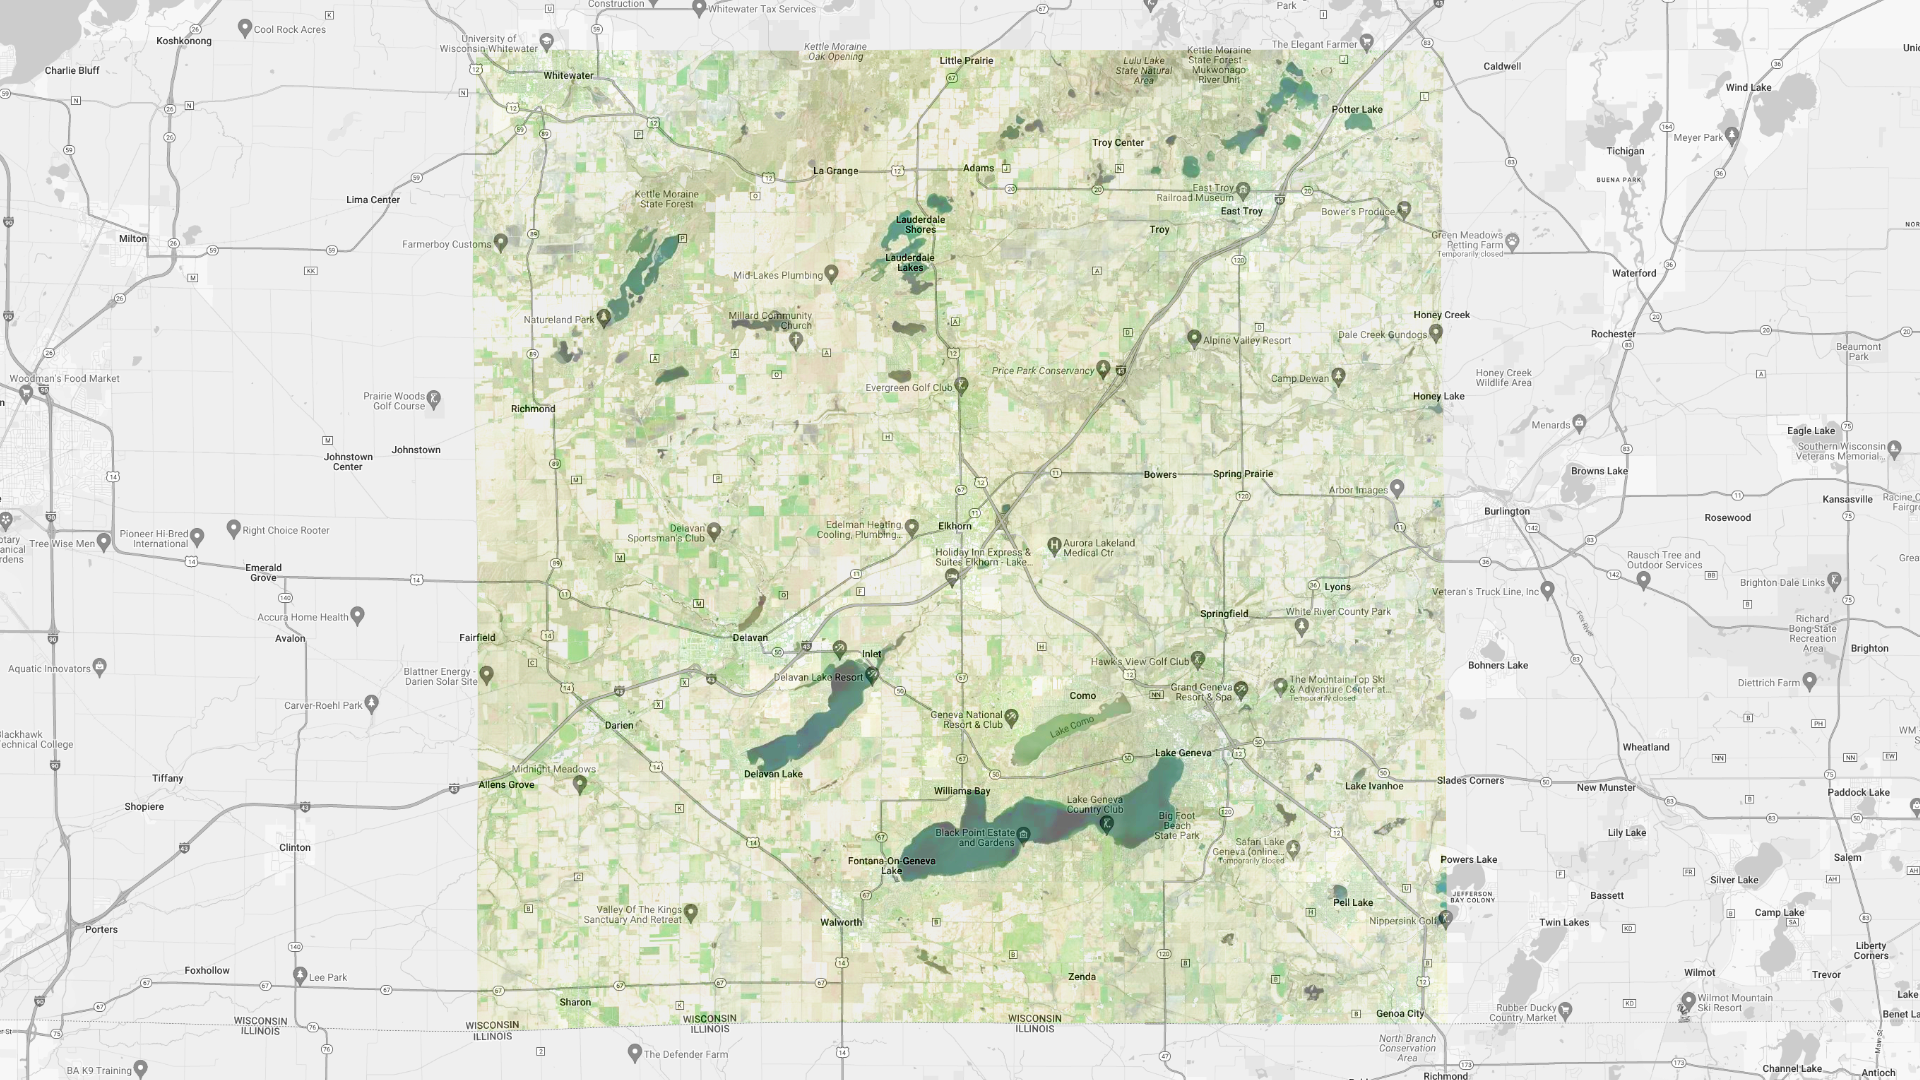 Construction
Whitewater Tax Services
Park
Cool Rock Acres
Koshkonong
University of
Wisconsin-Whitewater
Kettle Moraine
Oak Opening
Little Prairie
Lulu Lake
State Natural
Area
Kettle Moraine
State Forest -
Mukwonago
River Unit
The Elegant Farmer
Caldwell
Charlie Bluff
Whitewater
Wind Lake
Potter Lake
Meyer Park
Tichigan
BUENA PARK
Troy Center
La Grange
Adams
Lima Center
Kettle Moraine
State Forest
East Troy
Railroad Museum
East Troy
Bower's Produce
Milton
Farmerboy Customs
Lauderdale
Shores
Troy
Green Meadows
Petting Farm
Temporarily closed
Lauderdale
Lakes
Mid-Lakes Plumbing
Waterford
Natureland Park
Millard Community
Church
Honey Creek
Rochester
Dale Creek Gundogs
Alpine Valley Resort
Beaumont
Park
Woodman's Food Market
Price Park Conservancy
Camp Dewan
Honey Creek
Wildlife Area
Evergreen Golf Club
Prairie Woods
Golf Course
Honey Lake
Richmond
Menards
Eagle Lake
Southern Wisconsin
Veterans Memorial...
Johnstown
Johnstown
Center
Bowers
Spring Prairie
Browns Lake
Arbor Images
Kansasville
Burlington
Rosewood
Pioneer Hi-Bred
International
Right Choice Rooter
Tree Wise Men
Delavan
Sportsman's Club
Edelman Heating,
Cooling, Plumbing...
Elkhorn
Aurora Lakeland
Medical Ctr
Holiday Inn Express &
Suites Elkhorn - Lake...
Rausch Tree and
Outdoor Services
Emerald
Grove
Brighton Dale Links
Lyons
Veteran's Truck Line, Inc
Accura Home Health
Springfield
White River County Park
Fox River
Richard
Bong State
Recreation
Area
Avalon
Fairfield
Delavan
Inlet
Brighton
Aquatic Innovators
Blattner Energy -
Darien Solar Site
Delavan Lake Resort
Hawk's View Golf Club
Bohners Lake
Grand Geneva
Resort & Spa
The Mountain Top Ski
& Adventure Center at...
Temporarily closed
Diettrich Farm
Carver-Roehl Park
Como
Geneva National
Resort & Club
Lake Como
Darien
Blackhawk
Technical College
Wheatland
Lake Geneva
Midnight Meadows
Tiffany
Delavan Lake
Allens Grove
Lake Ivanhoe
Slades Corners
New Munster
Paddock Lake
Williams Bay
Shopiere
Lake Geneva
Country Club
Big Foot
Beach
State Park
Black Point Estate
and Gardens
Lily Lake
Clinton
Safari Lake
Geneva (online...
Temporarily closed
Fontana-On-Geneva
Lake
Powers Lake
Salem
Silver Lake
JEFFERSON
BAY COLONY
Bassett
Pell Lake
Camp Lake
Valley Of The Kings
Sanctuary And Retreat
Walworth
Nippersink Golf
Twin Lakes
Porters
Liberty
Corners
Foxhollow
Lee Park
Zenda
Wilmot
Trevor
Sharon
Wilmot Mountain
Ski Resort
Rubber Ducky
Country Market
Genoa City
Benet La
WISCONSIN
ILLINOIS
WISCONSIN
ILLINOIS
WISCONSIN
ILLINOIS
WISCONSIN
ILLINOIS
The Defender Farm
North Branch
Conservation
Area
BA K9 Training
Richmond
Channel Lake
Antioch